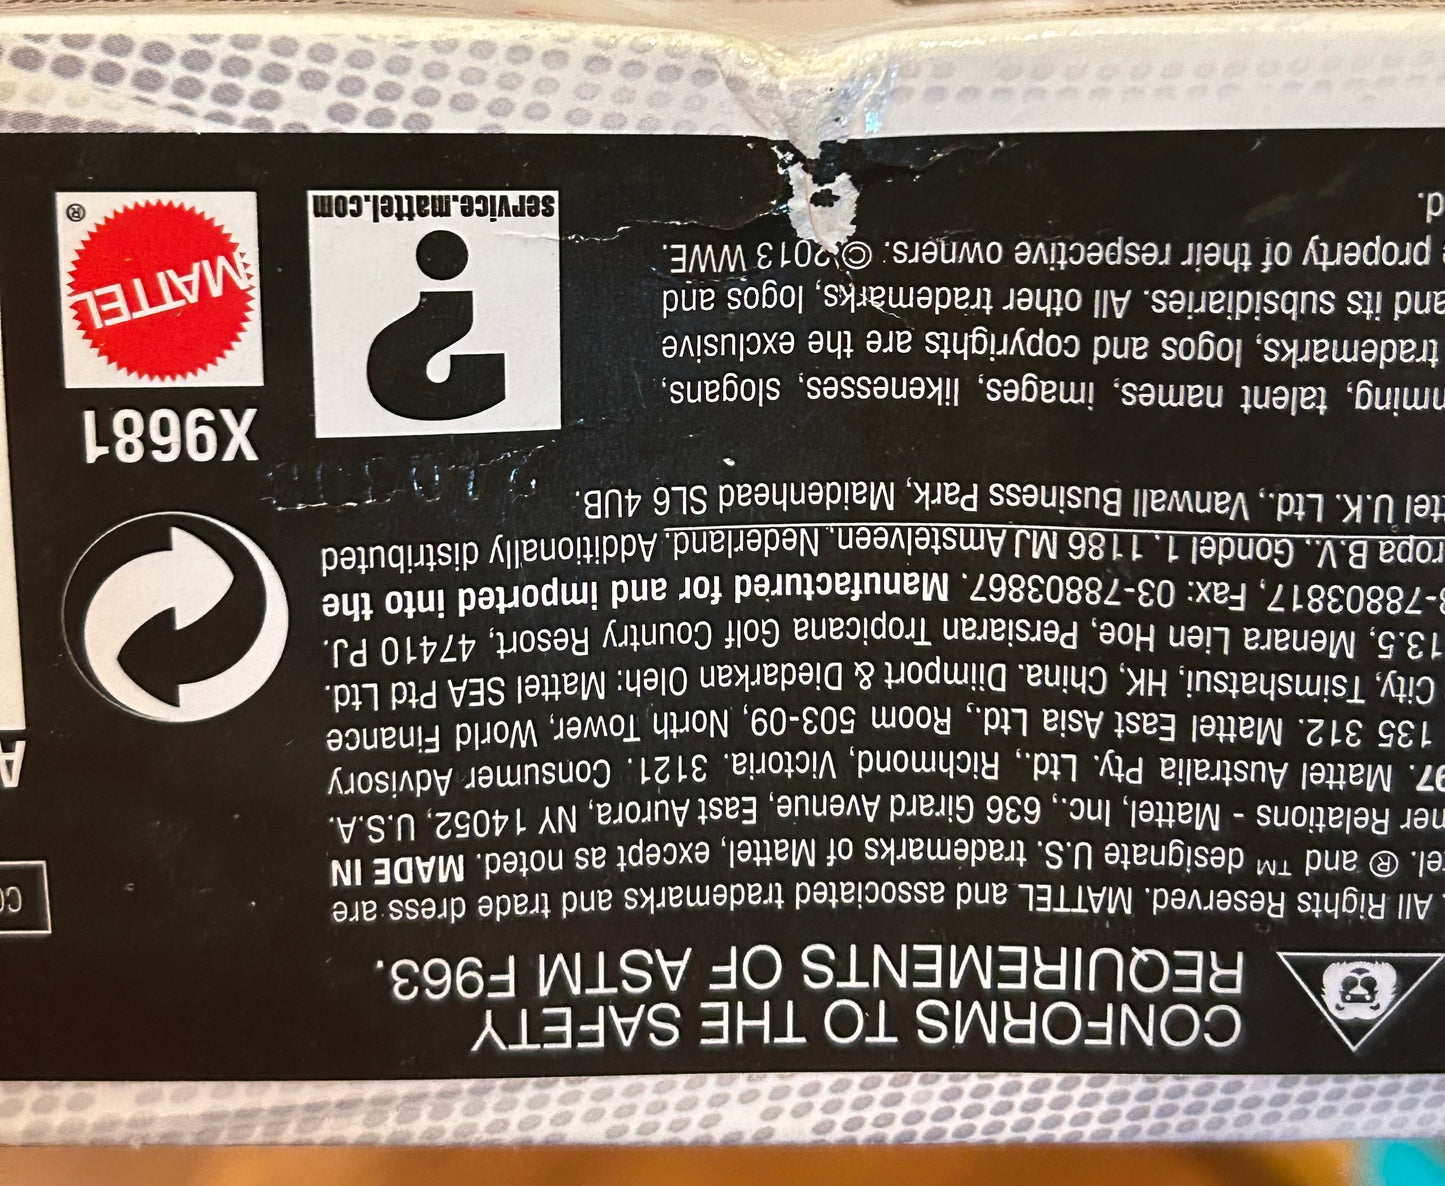 CONFORMS TO THE SAFETY
REQUIREMENTS OF ASTM F963.
All Rights Reserved. MATTEL and associated trademarks and trade dress are
® and ™ designate U.S. trademarks of Mattel, except as noted. MADE IN
Relations - Mattel, Inc., 636 Girard Avenue, East Aurora, NY 14052, U.S.A.
97. Mattel Australia Pty. Ltd., Richmond, Victoria. 3121. Consumer Advisory
135 312. Mattel East Asia Ltd., Room 503-09, North Tower, World Finance
City, Tsimshatsui, HK, China. Diimport & Diedarkan Oleh: Mattel SEA Ptd Ltd.
13.5, Menara Lien Hoe, Persiaran Tropicana Golf Country Resort, 47410 PJ.
-78803817, Fax: 03-78803867. Manufactured for and imported into the
ropa B.V., Gondel 1, 1186 MJ Amstelveen, Nederland. Additionally distributed
ttel U.K. Ltd., Vanwall Business Park, Maidenhead SL6 4UB.
mming, talent names, images, likenesses, slogans,
trademarks, logos and copyrights are the exclusive
and its subsidiaries. All other trademarks, logos and
property of their respective owners. © 2013 WWE.
d.
X9681
?
service.mattel.com
MATTEL
®
A
CO